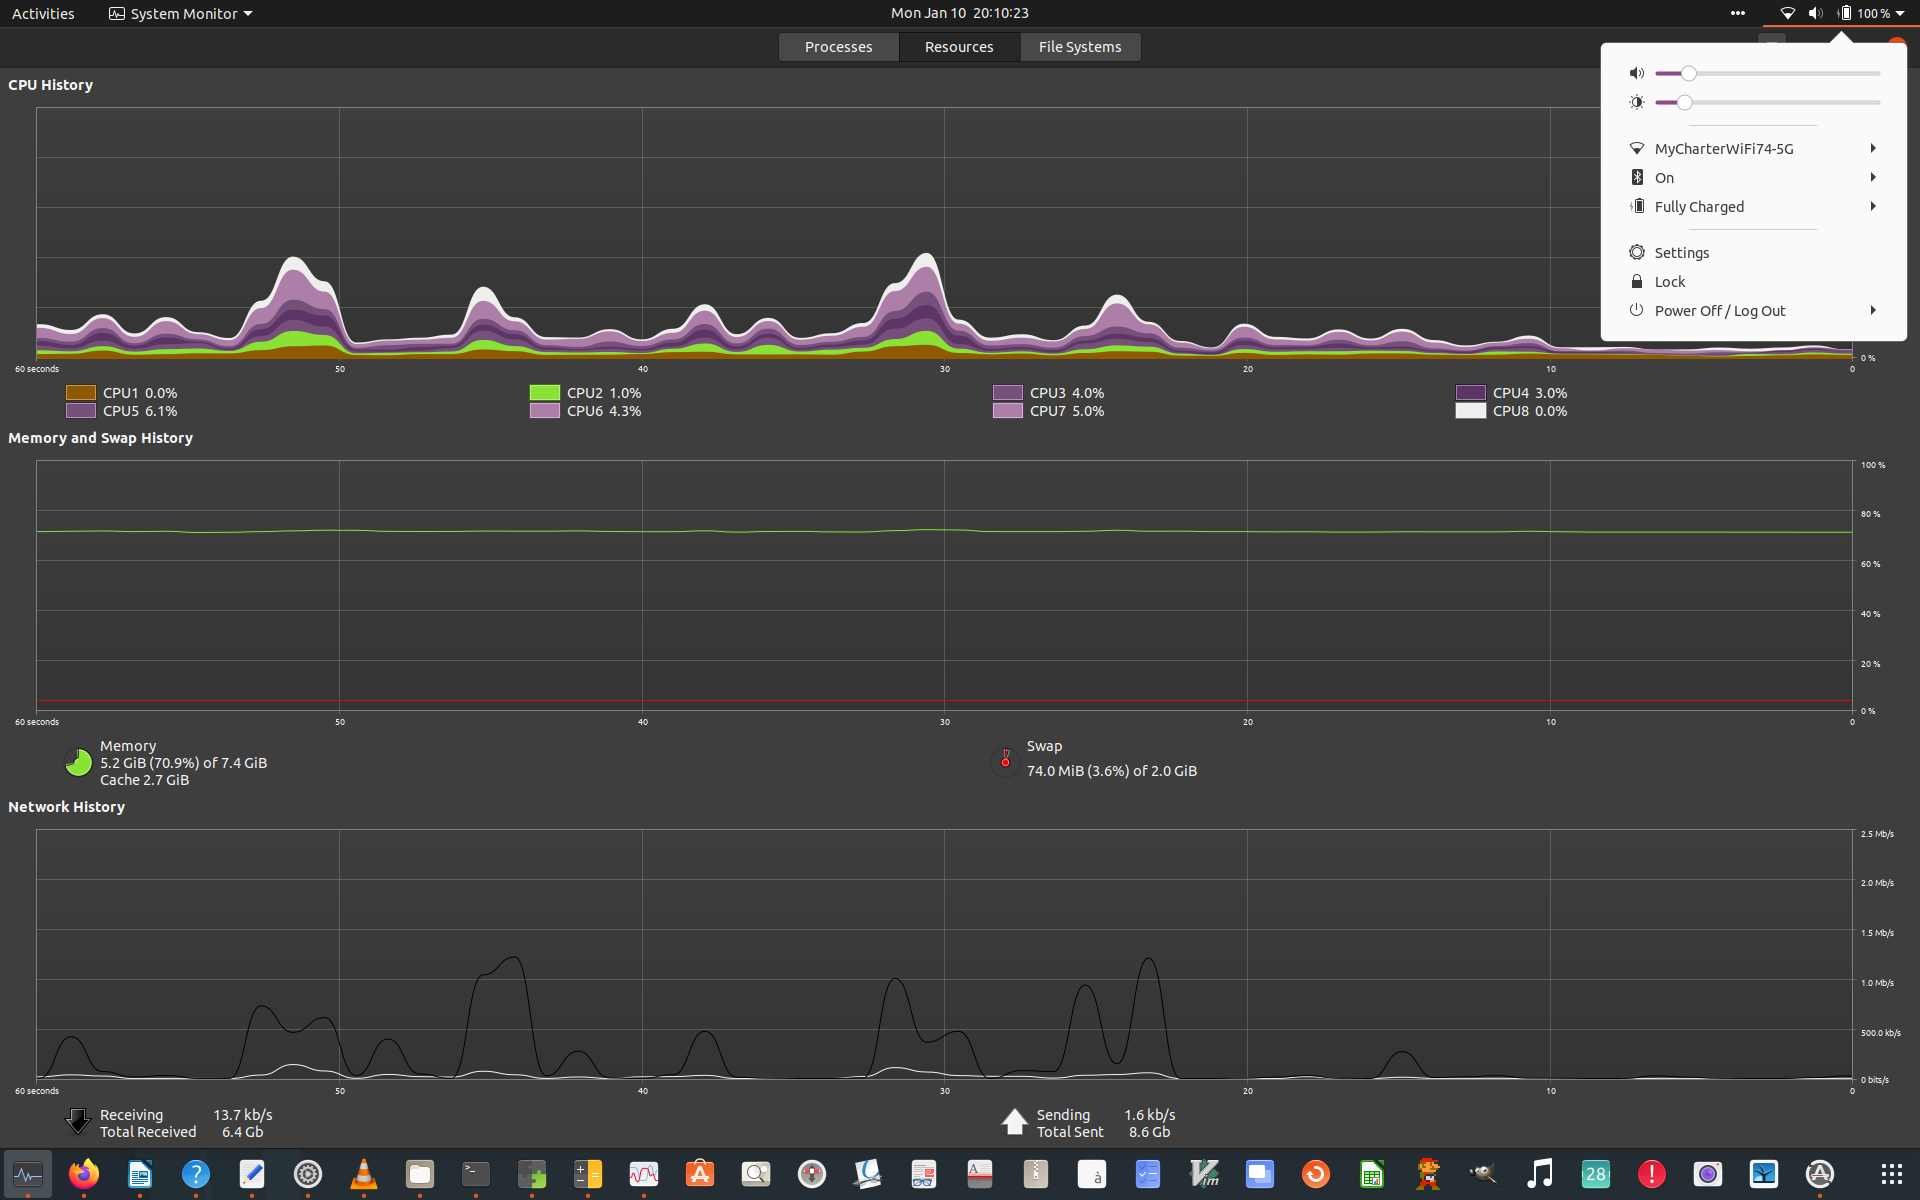 Activities System Monitor Mon Jan 10 20:10:23 100 %
Processes Resources File Systems
CPU History
MyCharterWiFi74-5G
On
Fully Charged
Settings
Lock
Power Off / Log Out
0 %
60 seconds 50 40 30 20 10 0
CPU1 0.0% CPU2 1.0% CPU3 4.0% CPU4 3.0%
CPU5 6.1% CPU6 4.3% CPU7 5.0% CPU8 0.0%
Memory and Swap History
100 %
80 %
60 %
40 %
20 %
0 %
60 seconds 50 40 30 20 10 0
Memory
5.2 GiB (70.9%) of 7.4 GiB
Cache 2.7 GiB
Swap
74.0 MiB (3.6%) of 2.0 GiB
Network History
2.5 Mb/s
2.0 Mb/s
1.5 Mb/s
1.0 Mb/s
500.0 kb/s
0 bits/s
60 seconds 50 40 30 20 10 0
Receiving 13.7 kb/s
Total Received 6.4 Gb
Sending 1.6 kb/s
Total Sent 8.6 Gb
28